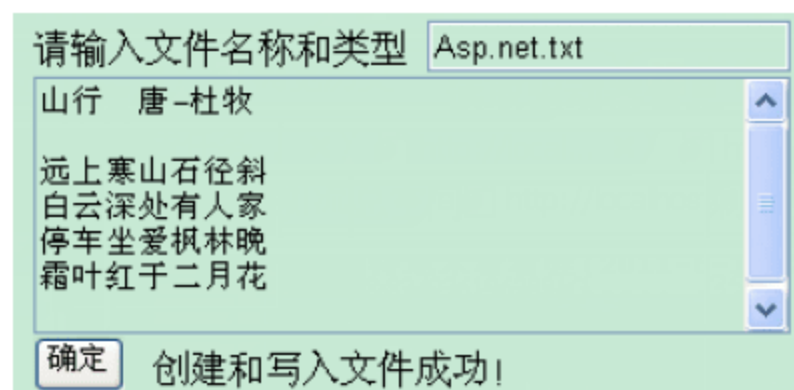 请输入文件名称和类型 Asp.net.txt
山行 唐-杜牧
远上寒山石径斜
白云深处有人家
停车坐爱枫林晚
霜叶红于二月花
确定 创建和写入文件成功!